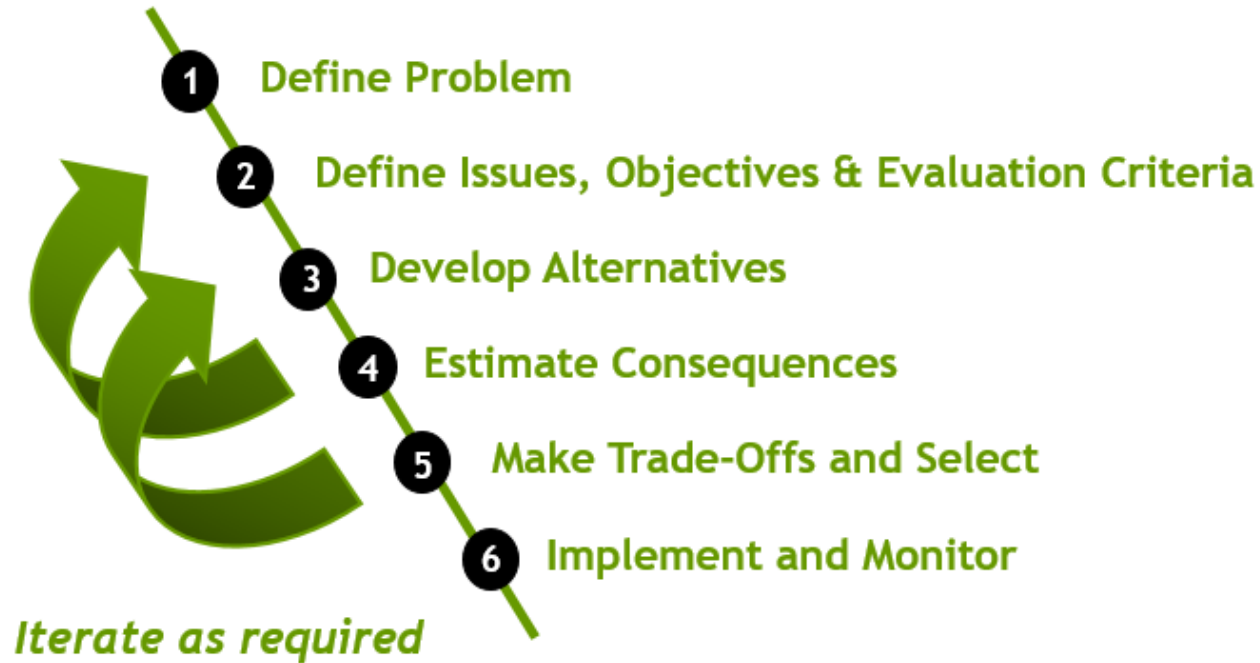 1 Define Problem
2 Define Issues, Objectives & Evaluation Criteria
3 Develop Alternatives
4 Estimate Consequences
5 Make Trade-Offs and Select
6 Implement and Monitor
Iterate as required